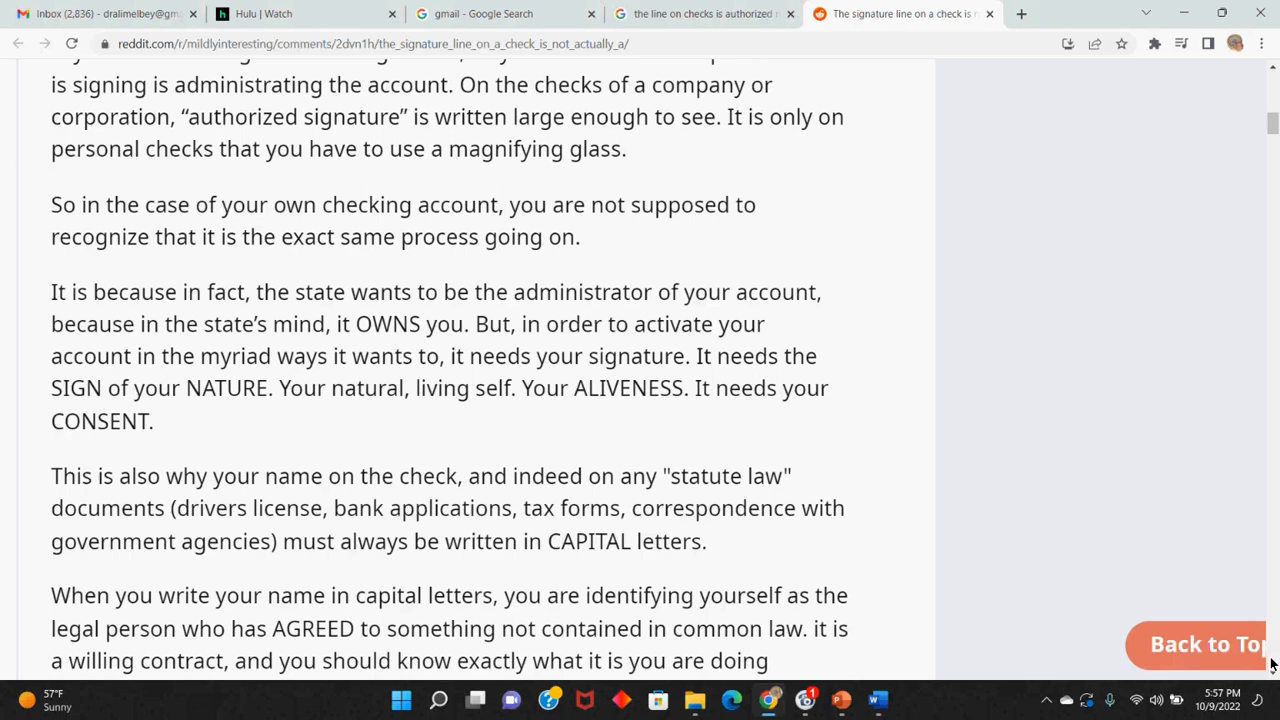 Inbox (2,836) - dralimelbey@gm
Hulu | Watch
gmail - Google Search
the line on checks is authorized
The signature line on a check is
reddit.com/r/mildlyinteresting/comments/2dvn1h/the_signature_line_on_a_check_is_not_actually_a/
is signing is administrating the account. On the checks of a company or
corporation, “authorized signature” is written large enough to see. It is only on
personal checks that you have to use a magnifying glass.
So in the case of your own checking account, you are not supposed to
recognize that it is the exact same process going on.
It is because in fact, the state wants to be the administrator of your account,
because in the state’s mind, it OWNS you. But, in order to activate your
account in the myriad ways it wants to, it needs your signature. It needs the
SIGN of your NATURE. Your natural, living self. Your ALIVENESS. It needs your
CONSENT.
This is also why your name on the check, and indeed on any "statute law"
documents (drivers license, bank applications, tax forms, correspondence with
government agencies) must always be written in CAPITAL letters.
When you write your name in capital letters, you are identifying yourself as the
legal person who has AGREED to something not contained in common law. it is
a willing contract, and you should know exactly what it is you are doing
Back to Top
57°F
Sunny
1
5:57 PM
10/9/2022